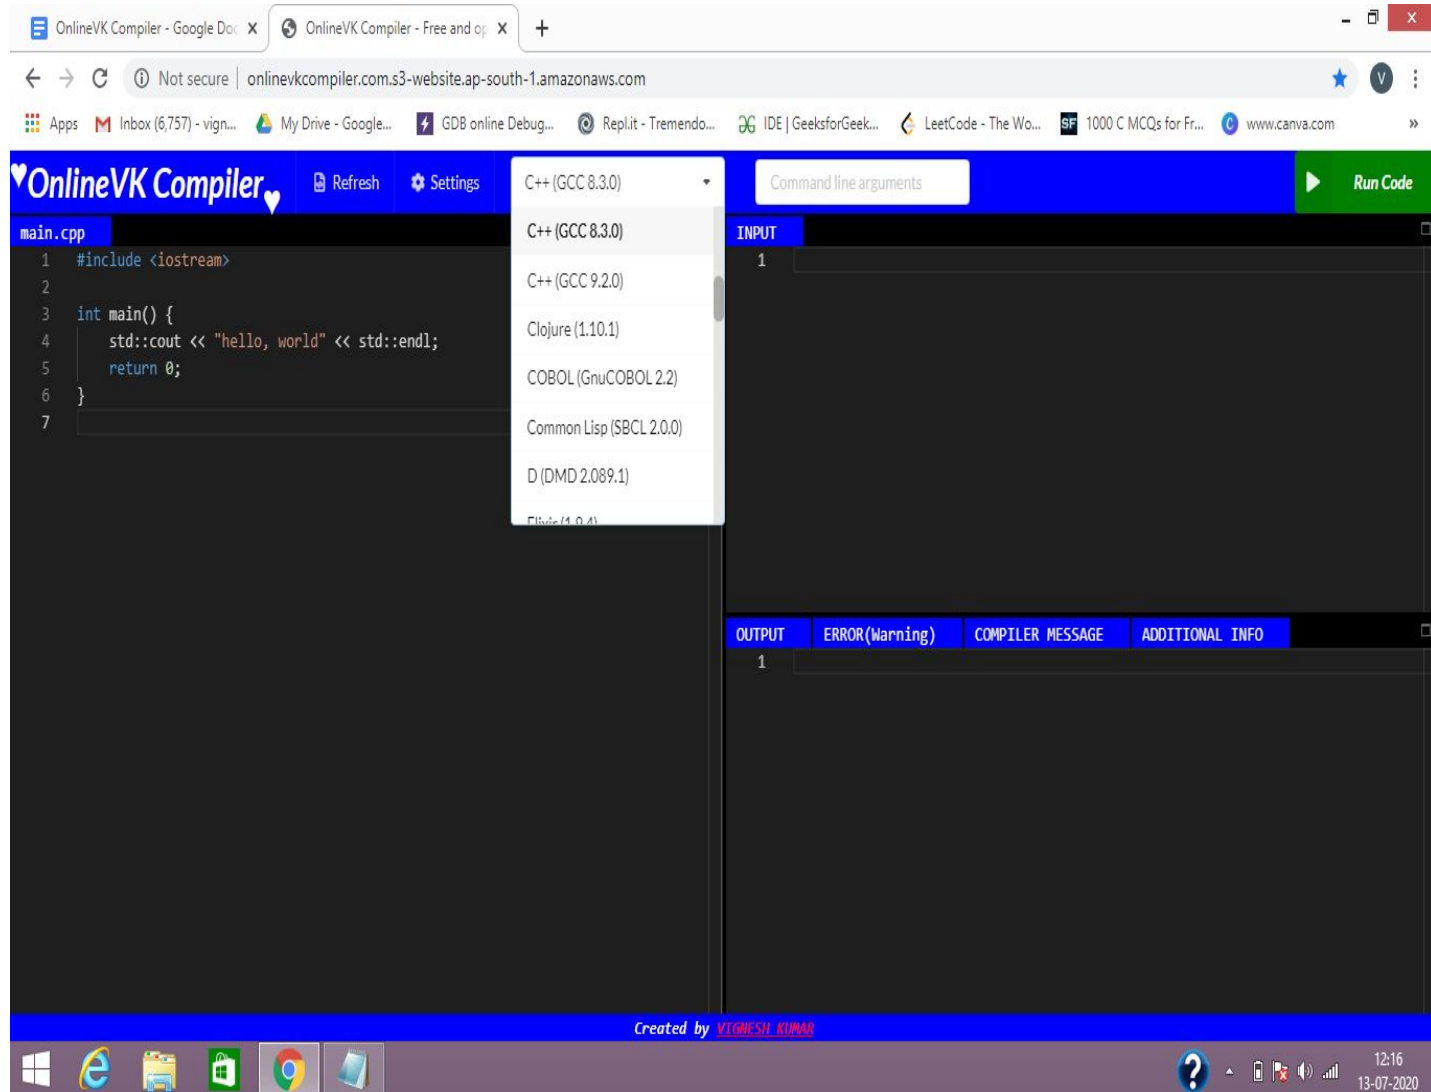 OnlineVK Compiler - Google Doc
OnlineVK Compiler - Free and op
Not secure | onlinevkcompiler.com.s3-website.ap-south-1.amazonaws.com
V
Apps
Inbox (6,757) - vign...
My Drive - Google...
GDB online Debug...
Repl.it - Tremendo...
IDE | GeeksforGeek...
LeetCode - The Wo...
SF 1000 C MCQs for Fr...
www.canva.com
OnlineVK Compiler
Refresh
Settings
C++ (GCC 8.3.0)
Command line arguments
Run Code
main.cpp
1 #include <iostream>
2
3 int main() {
4 std::cout << "hello, world" << std::endl;
5 return 0;
6 }
7
C++ (GCC 8.3.0)
C++ (GCC 9.2.0)
Clojure (1.10.1)
COBOL (GnuCOBOL 2.2)
Common Lisp (SBCL 2.0.0)
D (DMD 2.089.1)
Elixir (1.9.4)
INPUT
1
OUTPUT
ERROR(Warning)
COMPILER MESSAGE
ADDITIONAL INFO
1
Created by VIGNESH KUMAR
12:16
13-07-2020